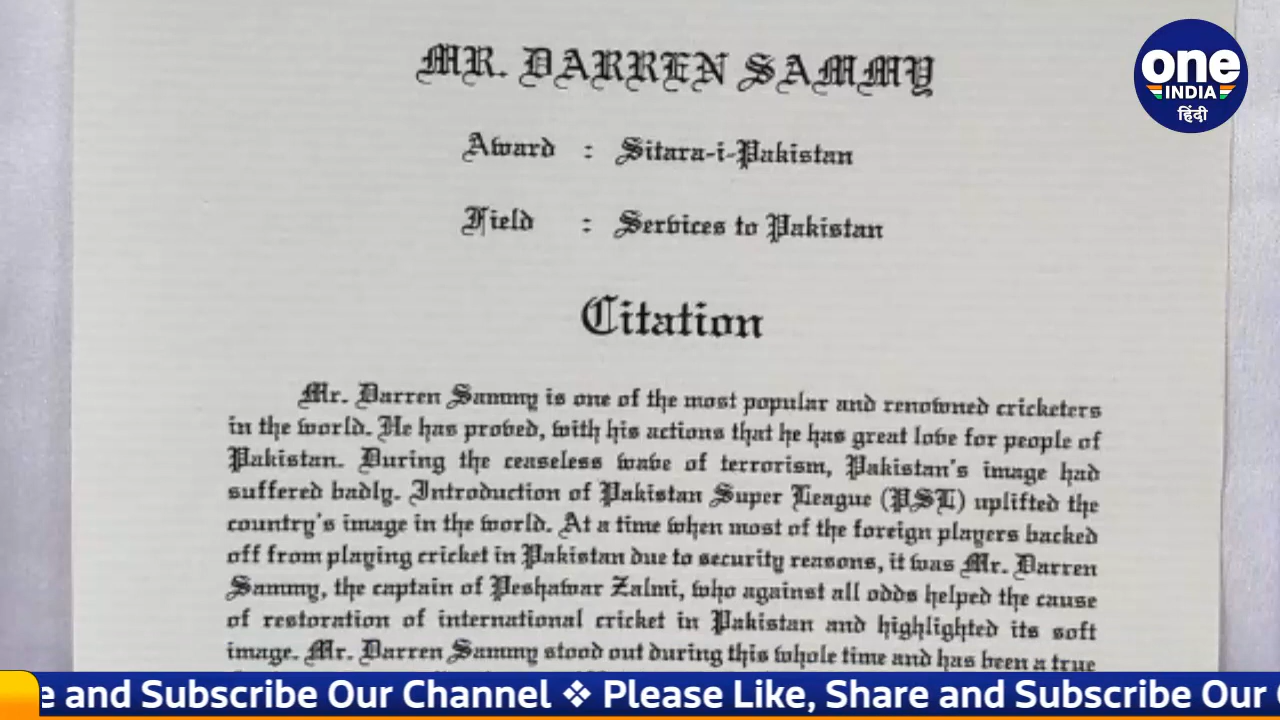 MR. DARREN SAMMY
one
INDIA
हिंदी
Award : Sitara-i-Pakistan
Field : Services to Pakistan
Citation
Mr. Darren Sammy is one of the most popular and renowned cricketers
in the world. He has proved, with his actions that he has great love for people of
Pakistan. During the ceaseless wave of terrorism, Pakistan's image had
suffered badly. Introduction of Pakistan Super League (PSL) uplifted the
country's image in the world. At a time when most of the foreign players backed
off from playing cricket in Pakistan due to security reasons, it was Mr. Darren
Sammy, the captain of Peshawar Zalmi, who against all odds helped the cause
of restoration of international cricket in Pakistan and highlighted its soft
image. Mr. Darren Sammy stood out during this whole time and has been a true
e and Subscribe Our Channel ❖ Please Like, Share and Subscribe Our